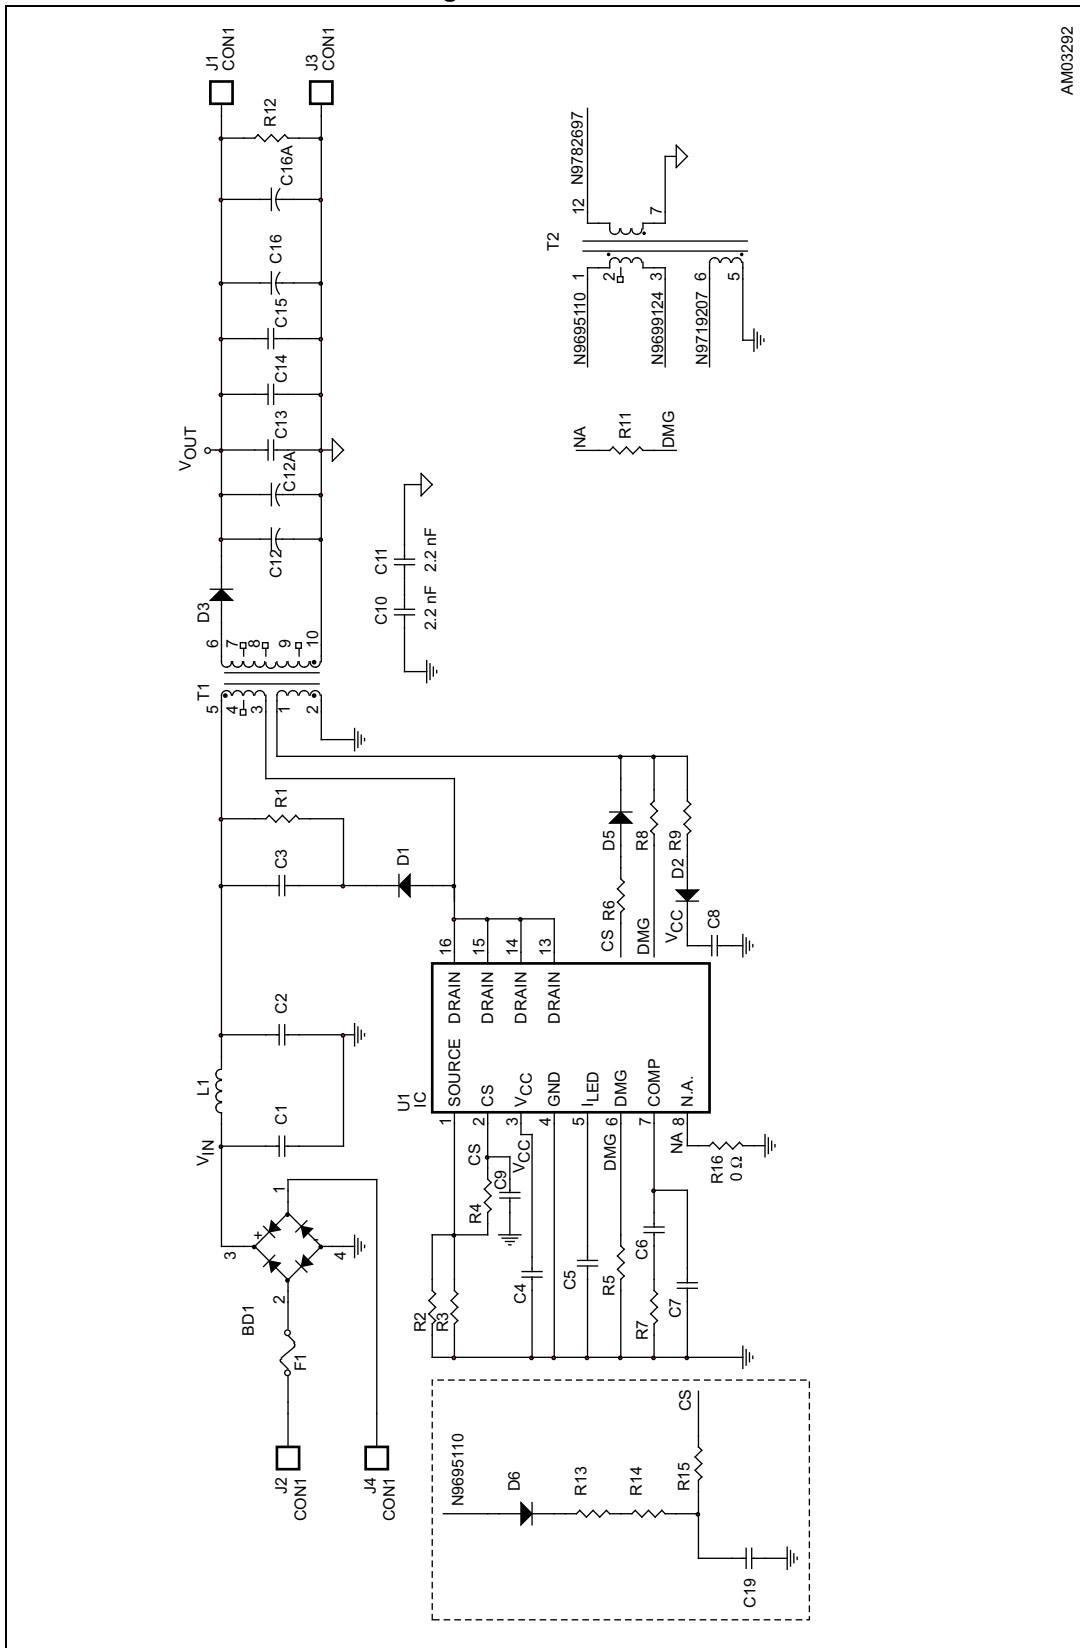 J1
CON1
J3
CON1
R12
C16A
C16
C15
C14
C13
VOUT
C12A
C12
D3
6
7
8
9
10
T1
5
4
3
1
2
C10
2.2 nF
C11
2.2 nF
R1
C3
D1
C2
L1
C1
VIN
BD1
3
1
2
4
+
-
F1
J2
CON1
J4
CON1
T2
12
N9782697
7
N9695110
1
2
3
N9699124
N9719207
6
5
NA
R11
DMG
U1
IC
16
DRAIN
15
DRAIN
14
DRAIN
13
DRAIN
1
SOURCE
2
CS
3
VCC
4
GND
5
ILED
6
DMG
7
COMP
8
N.A.
CS
R6
D5
DMG
R8
VCC
D2
R9
C8
CS
VCC
DMG
NA
R16
0 Ω
R4
C9
R2
R3
C4
C5
R5
C6
R7
C7
N9695110
D6
R13
R14
R15
CS
C19
AM03292